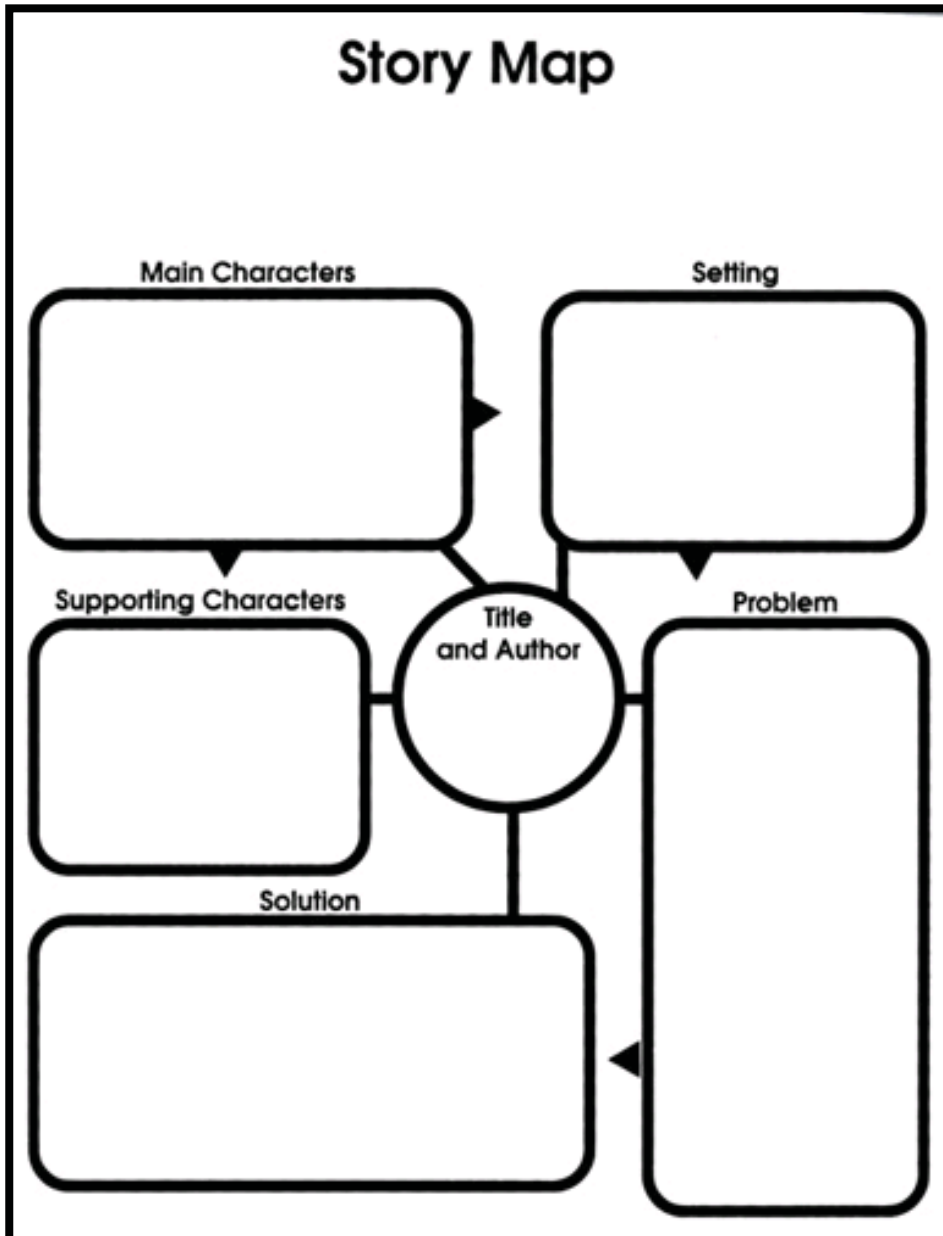 Story Map
Main Characters
Setting
Supporting Characters
Title
and Author
Problem
Solution